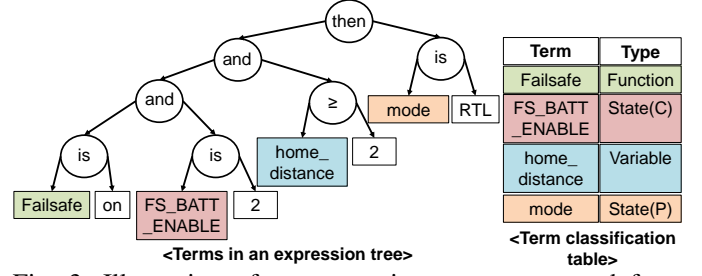 then
and
is
and
≥
mode
RTL
is
is
home_
distance
2
Failsafe
on
FS_BATT
_ENABLE
2
<Terms in an expression tree>
Term Type
Failsafe Function
FS_BATT State(C)
_ENABLE
home_ Variable
distance
mode State(P)
<Term classification
table>